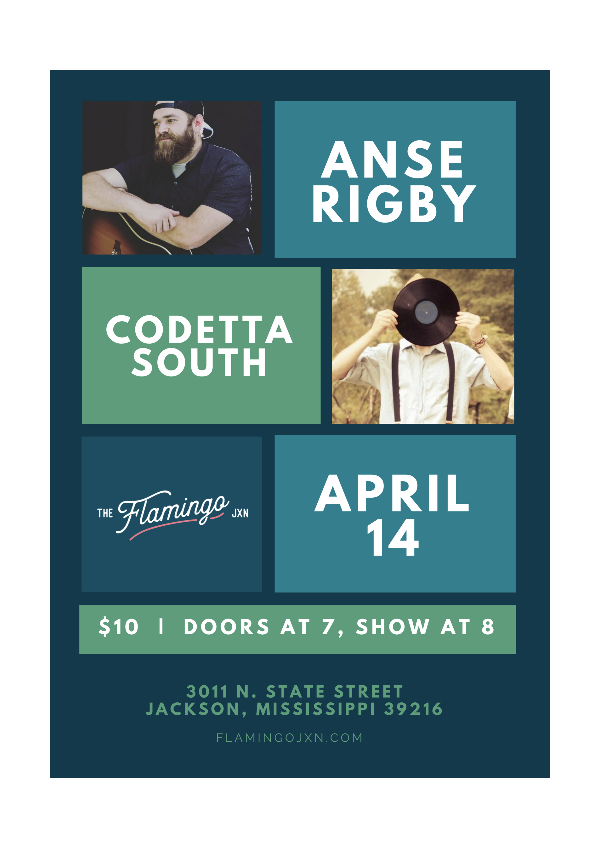 ANSE
RIGBY
CODETTA
SOUTH
THE Flamingo JXN
APRIL
14
$10 | DOORS AT 7, SHOW AT 8
3011 N. STATE STREET
JACKSON, MISSISSIPPI 39216
FLAMINGOJXN.COM